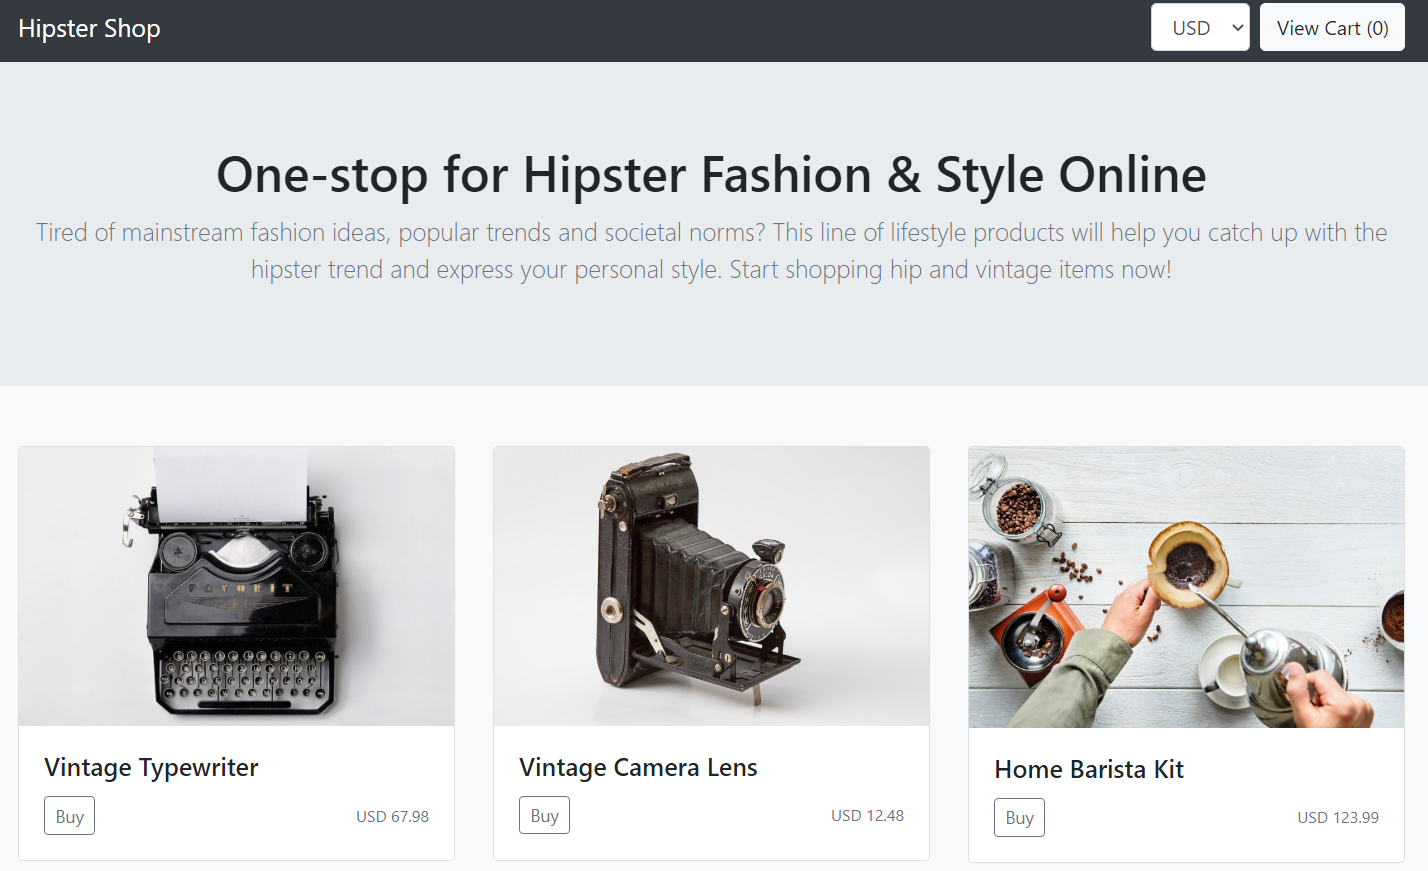 Hipster Shop
USD
View Cart (0)
One-stop for Hipster Fashion & Style Online
Tired of mainstream fashion ideas, popular trends and societal norms? This line of lifestyle products will help you catch up with the
hipster trend and express your personal style. Start shopping hip and vintage items now!
FAVORIT
Vintage Typewriter
Buy
USD 67.98
Vintage Camera Lens
Buy
USD 12.48
Home Barista Kit
Buy
USD 123.99